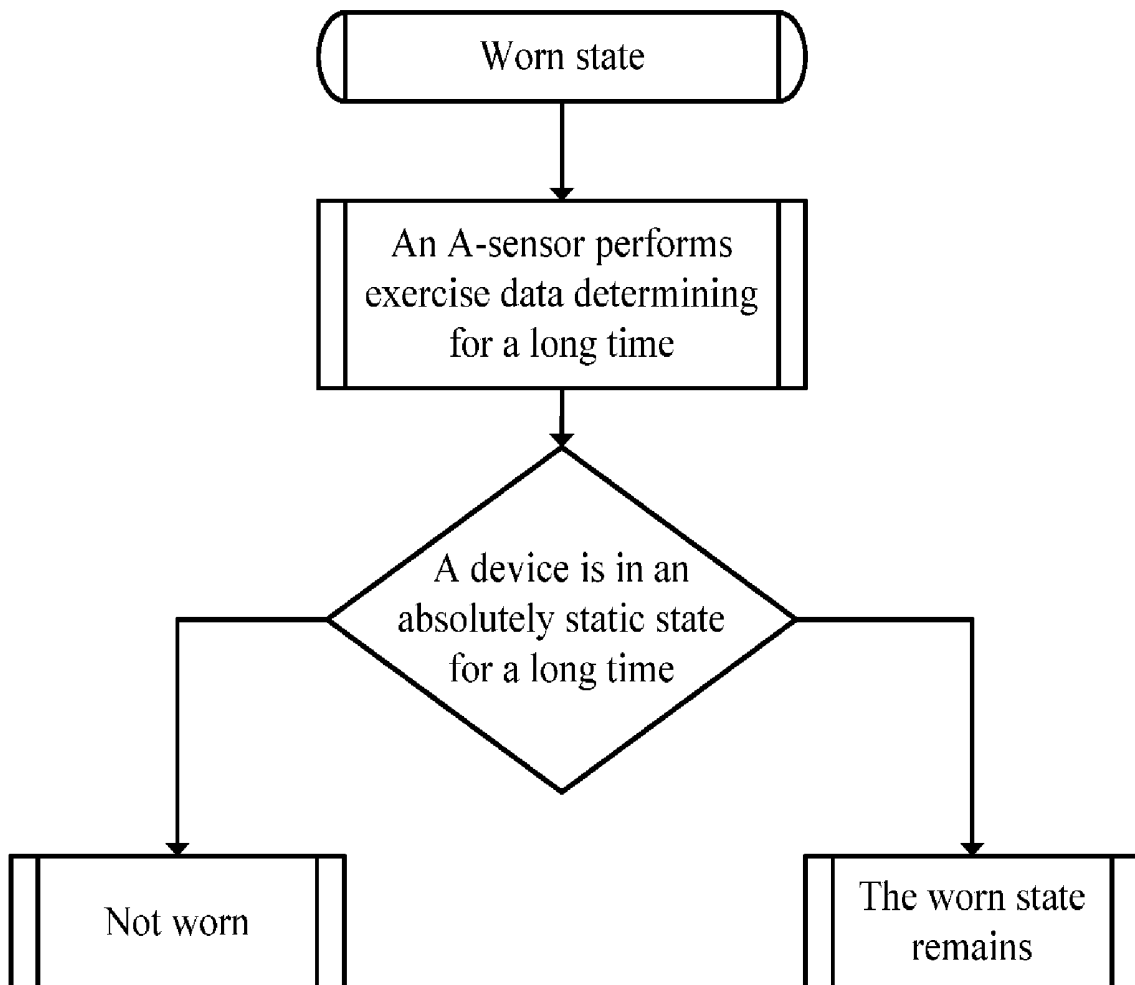 Worn state
An A-sensor performs
exercise data determining
for a long time
A device is in an
absolutely static state
for a long time
Not worn
The worn state
remains